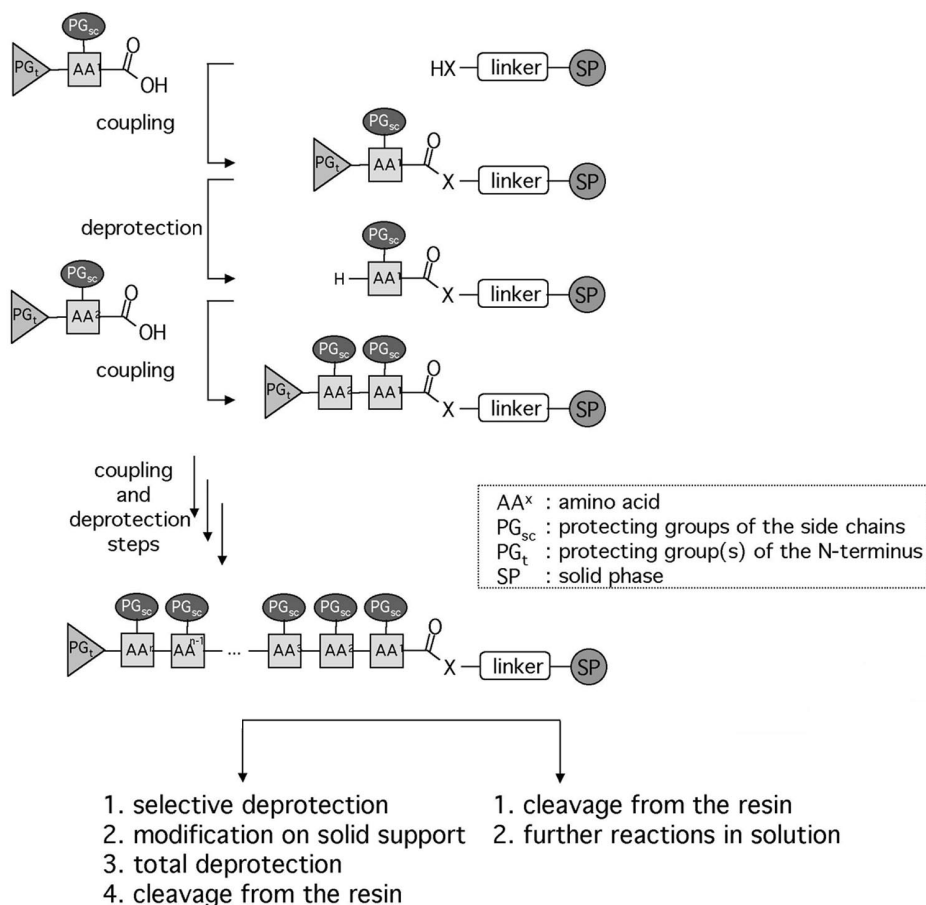 PGsc
PGt AA1 O
OH
HX linker SP
coupling
PGsc
PGt AA1 O
X linker SP
deprotection
PGsc
H AA1 O
X linker SP
PGsc
PGt AA2 O
OH
coupling
PGsc PGsc
PGt AA2 AA1 O
X linker SP
coupling
and
deprotection
steps
AAx : amino acid
PGsc : protecting groups of the side chains
PGt : protecting group(s) of the N-terminus
SP : solid phase
PGsc PGsc PGsc PGsc PGsc
PGt AAn AAn-1 ... AA3 AA2 AA1 O
X linker SP
1. selective deprotection
2. modification on solid support
3. total deprotection
4. cleavage from the resin
1. cleavage from the resin
2. further reactions in solution